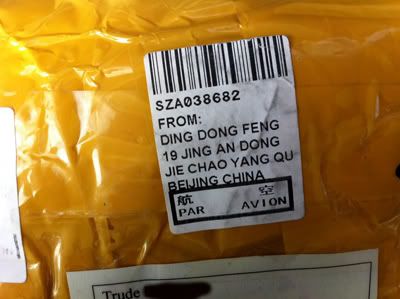 SZA038682
FROM:
DING DONG FENG
19 JING AN DONG
JIE CHAO YANG QU
BEIJING CHINA
航 空
PAR AVION
Trude